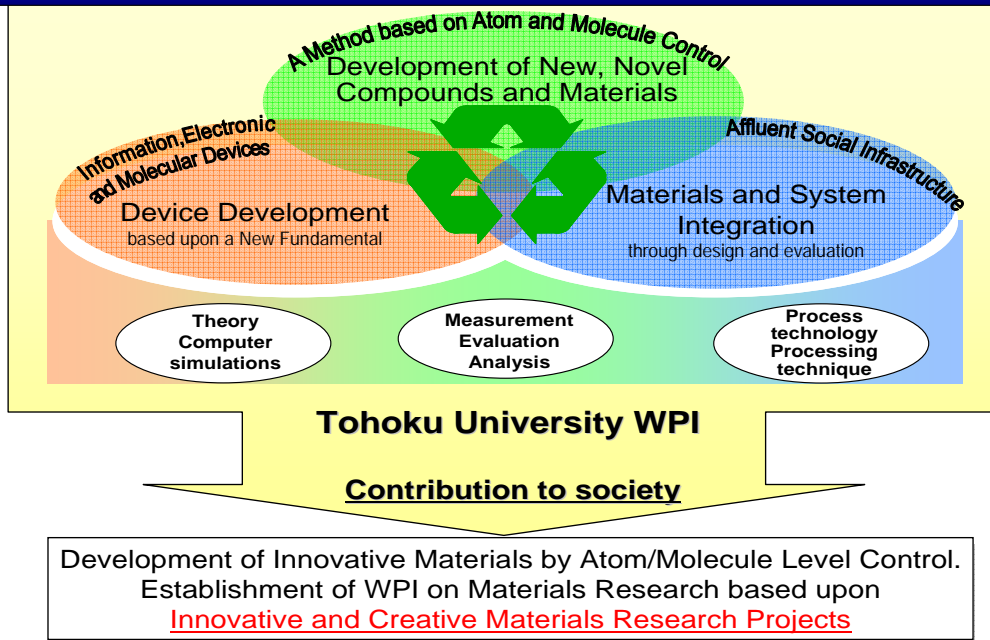 A Method based on Atom and Molecule Control
Development of New, Novel
Compounds and Materials
Information,Electronic
and Molecular Devices
Device Development
based upon a New Fundamental
Affluent Social Infrastructure
Materials and System
Integration
through design and evaluation
Theory
Computer
simulations
Measurement
Evaluation
Analysis
Process
technology
Processing
technique
Tohoku University WPI
Contribution to society
Development of Innovative Materials by Atom/Molecule Level Control.
Establishment of WPI on Materials Research based upon
Innovative and Creative Materials Research Projects